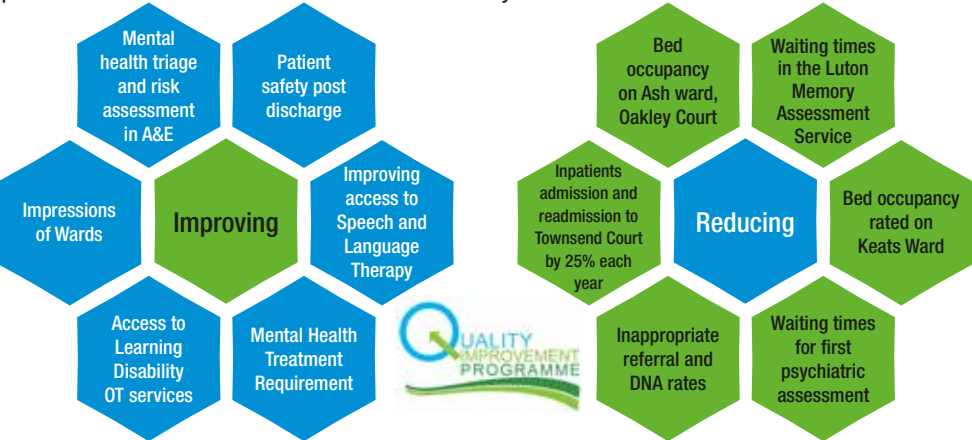 Mental
health triage
and risk
assessment
in A&E
Patient
safety post
discharge
Impressions
of Wards
Improving
Improving
access to
Speech and
Language
Therapy
Access to
Learning
Disability
OT services
Mental Health
Treatment
Requirement
QUALITY
IMPROVEMENT
PROGRAMME
Bed
occupancy
on Ash ward,
Oakley Court
Waiting times
in the Luton
Memory
Assessment
Service
Inpatients
admission and
readmission to
Townsend Court
by 25% each
year
Reducing
Bed occupancy
rated on
Keats Ward
Inappropriate
referral and
DNA rates
Waiting times
for first
psychiatric
assessment